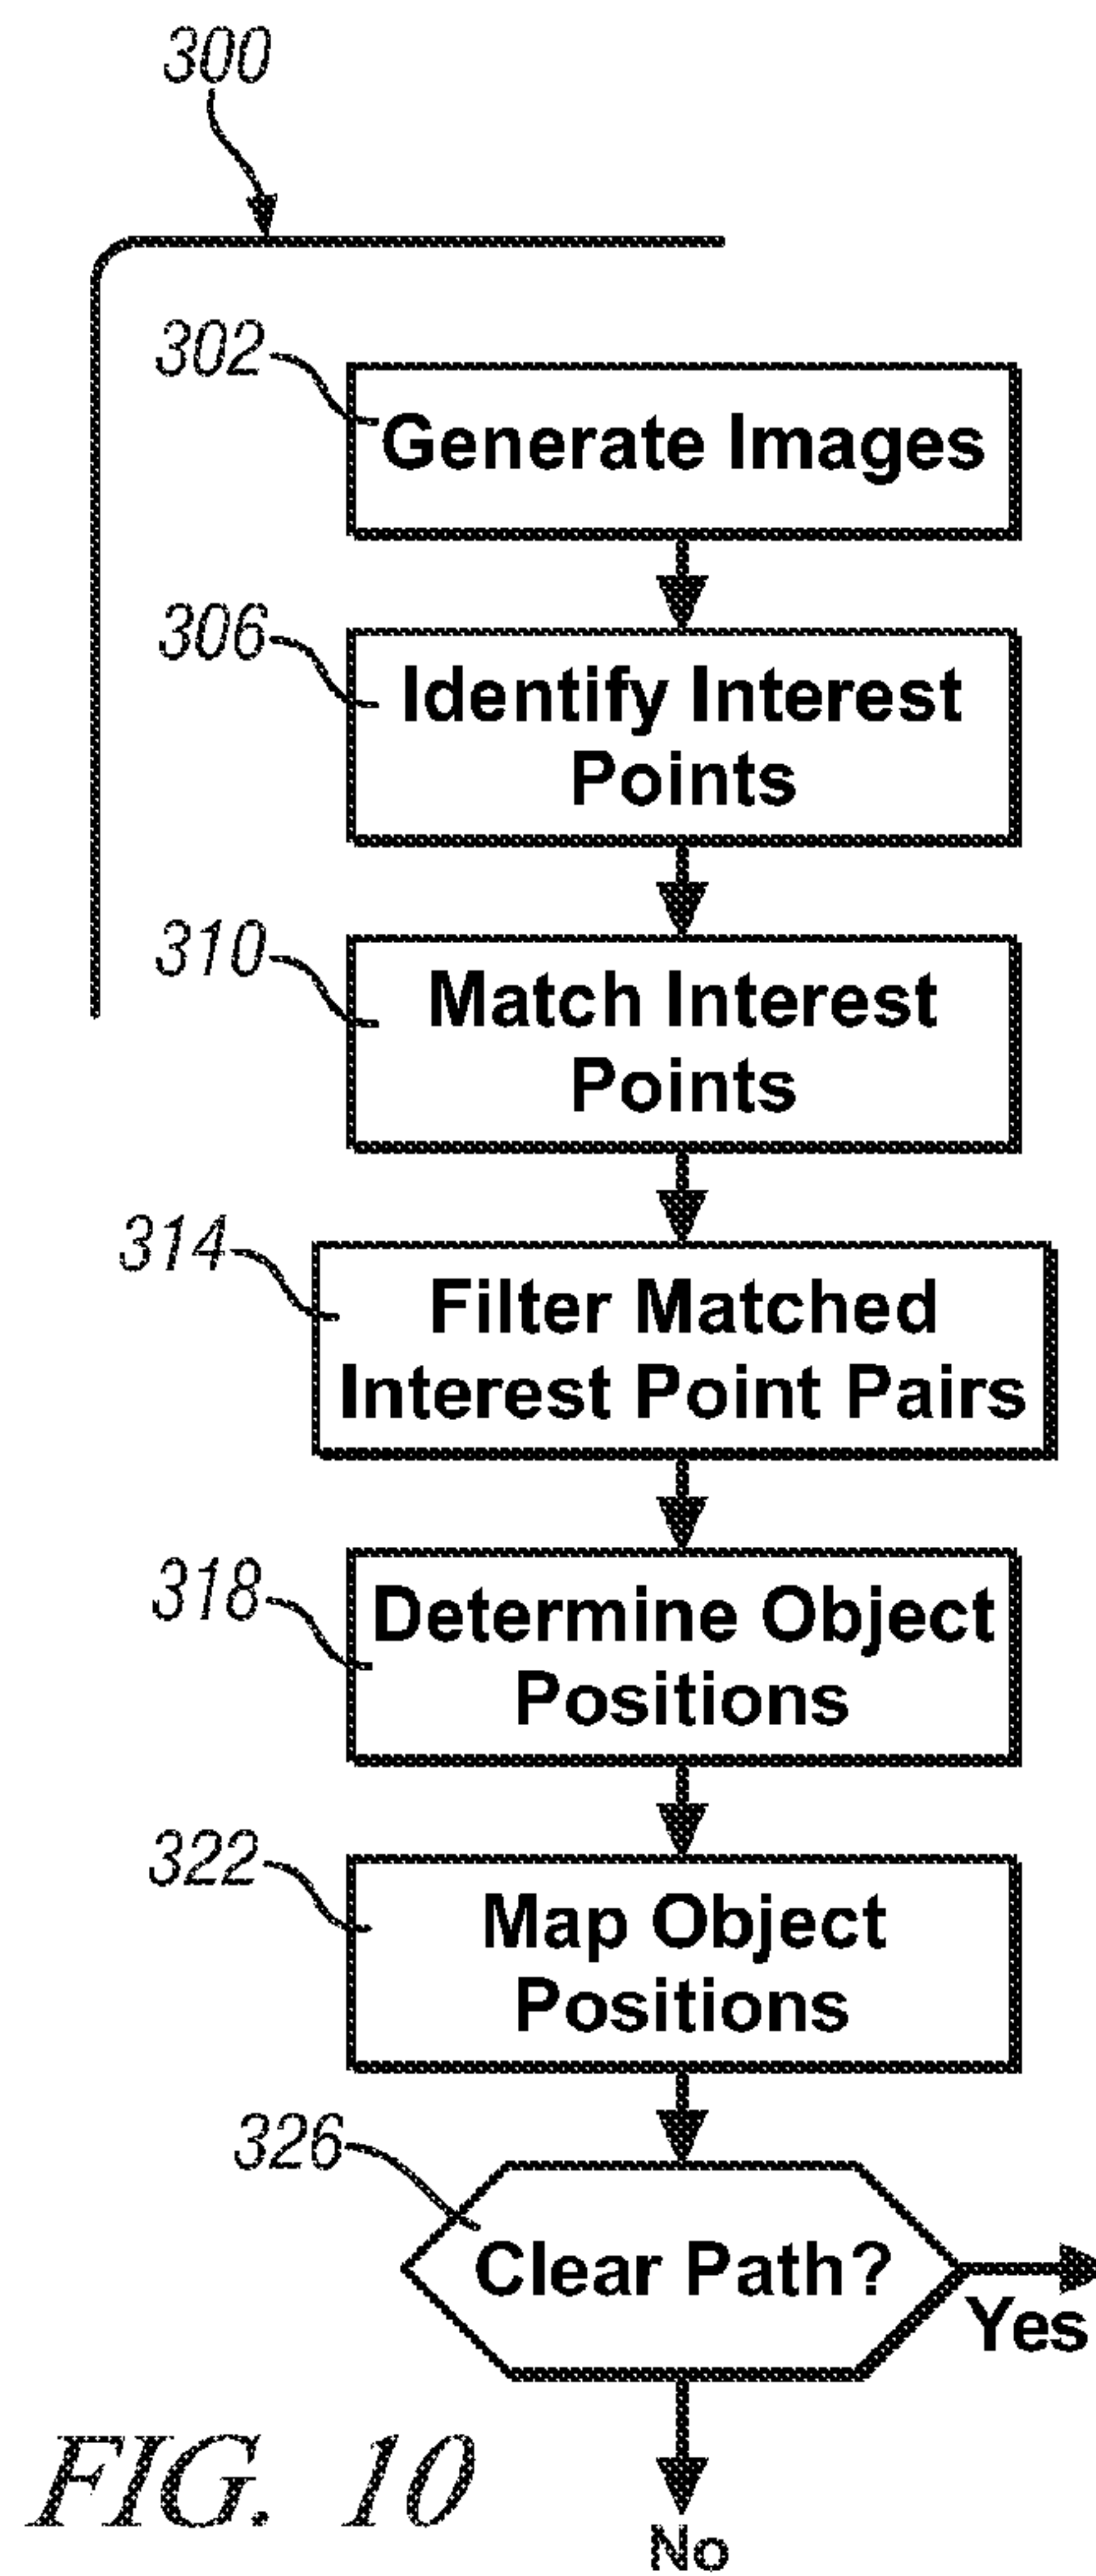 300
302
Generate Images
306
Identify Interest
Points
310
Match Interest
Points
314
Filter Matched
Interest Point Pairs
318
Determine Object
Positions
322
Map Object
Positions
326
Clear Path?
Yes
No
FIG. 10